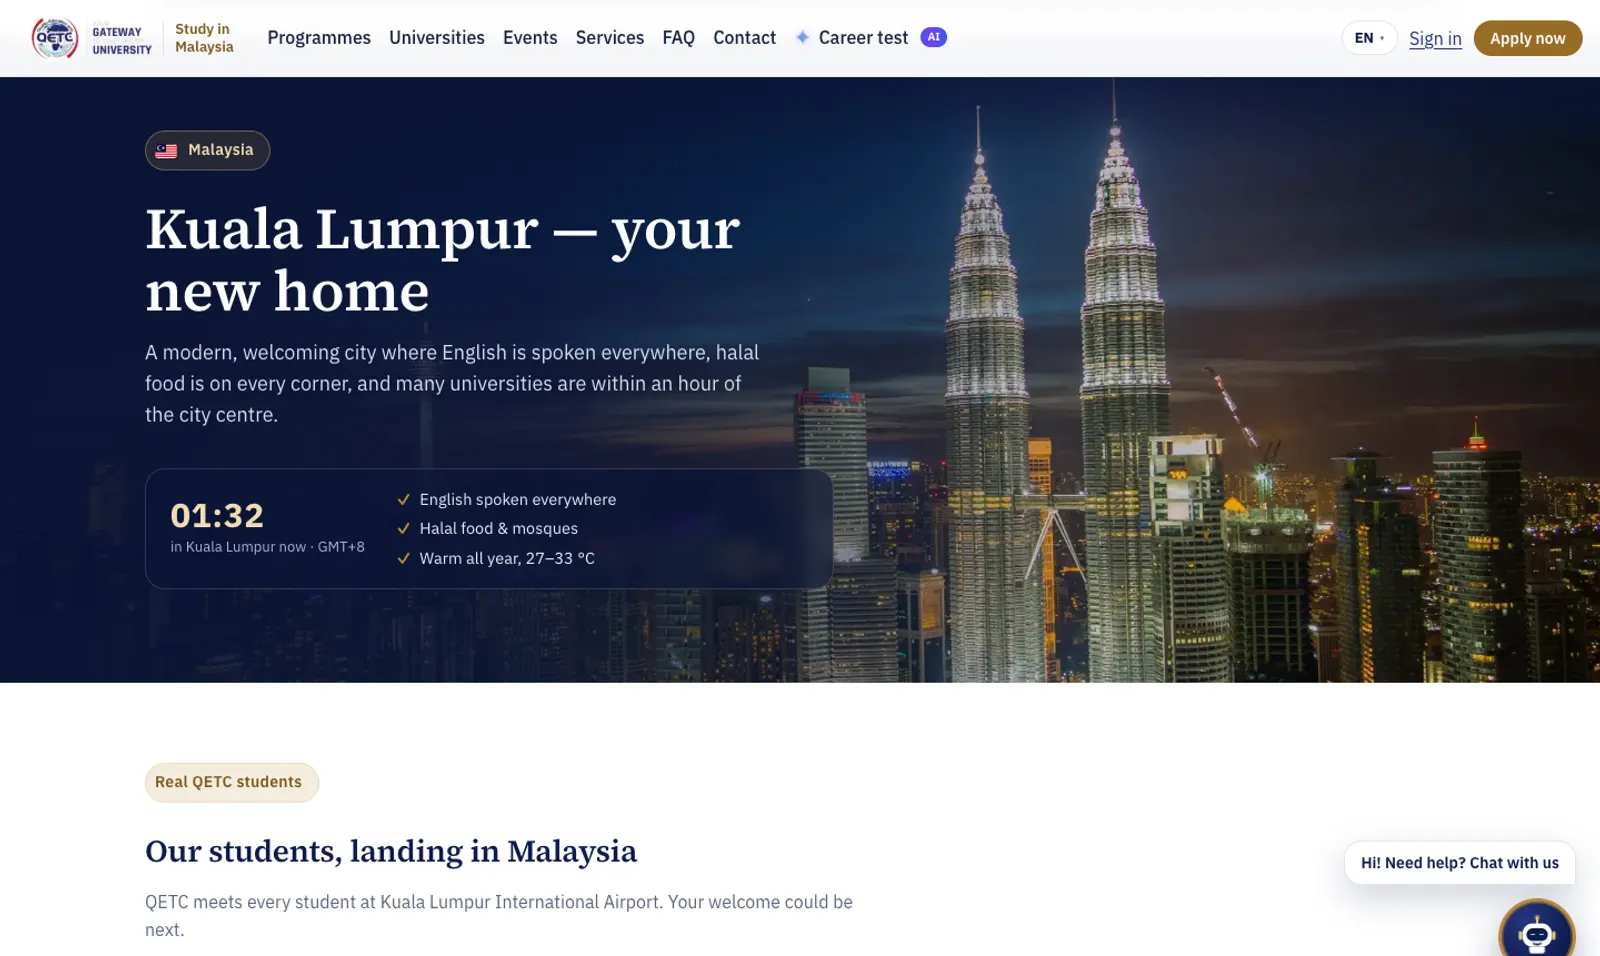 QETC
GATEWAY
UNIVERSITY
Study in
Malaysia
Programmes
Universities
Events
Services
FAQ
Contact
Career test
AI
EN
Sign in
Apply now
Malaysia
Kuala Lumpur — your
new home
A modern, welcoming city where English is spoken everywhere, halal
food is on every corner, and many universities are within an hour of
the city centre.
01:32
in Kuala Lumpur now · GMT+8
✓ English spoken everywhere
✓ Halal food & mosques
✓ Warm all year, 27–33 °C
Real QETC students
Our students, landing in Malaysia
QETC meets every student at Kuala Lumpur International Airport. Your welcome could be
next.
Hi! Need help? Chat with us